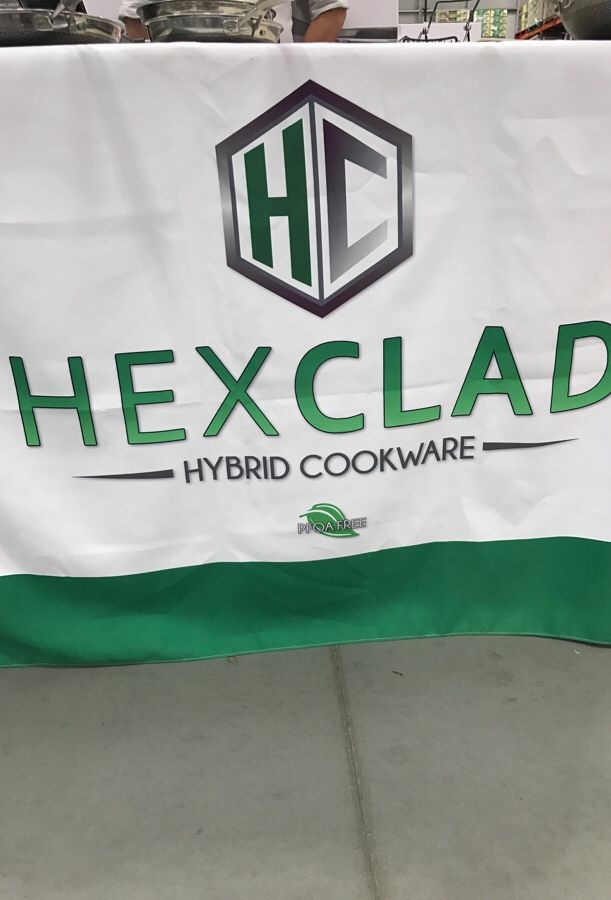 HC
HEXCLAD
HYBRID COOKWARE
PFOA FREE